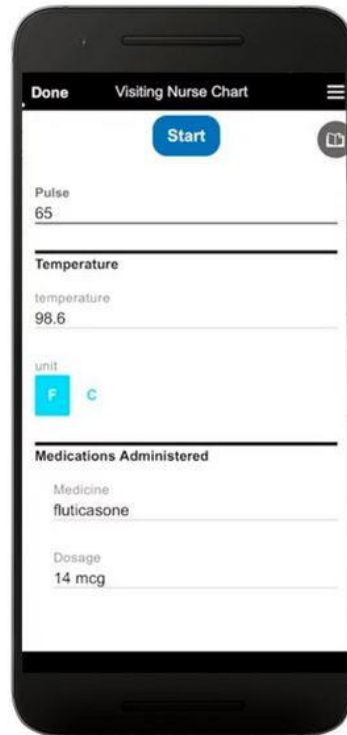 Done Visiting Nurse Chart
Start
Pulse
65
Temperature
temperature
98.6
unit
F C
Medications Administered
Medicine
fluticasone
Dosage
14 mcg